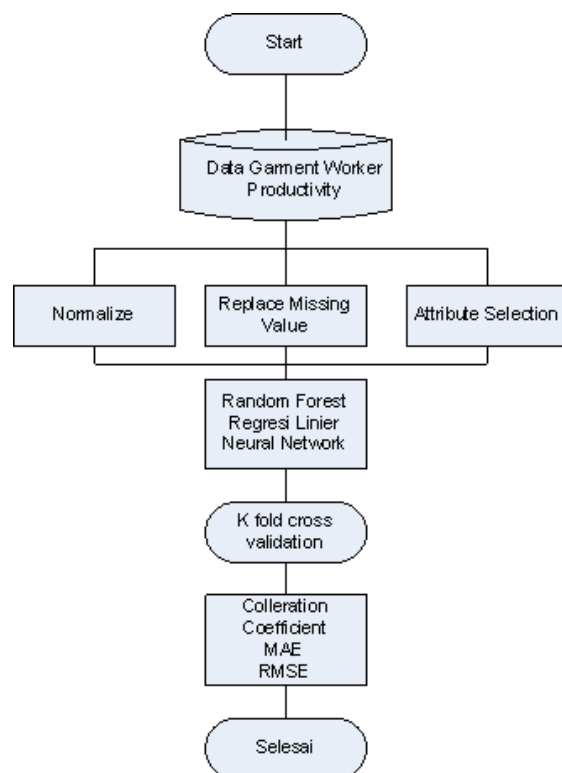 Start
Data Garment Worker
Productivity
Normalize
Replace Missing
Value
Attribute Selection
Random Forest
Regresi Linier
Neural Network
K fold cross
validation
Colleration
Coefficient
MAE
RMSE
Selesai